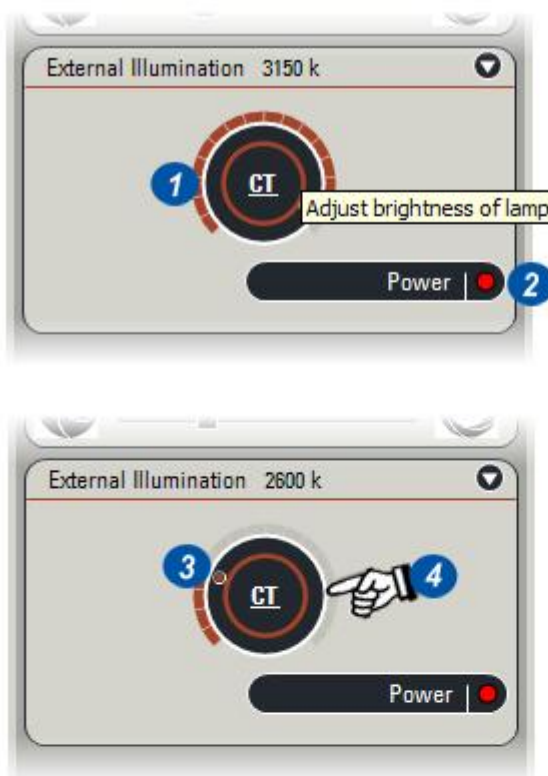 External Illumination 3150 k
1
CT
Adjust brightness of lamp
Power
2
External Illumination 2600 k
3
CT
4
Power